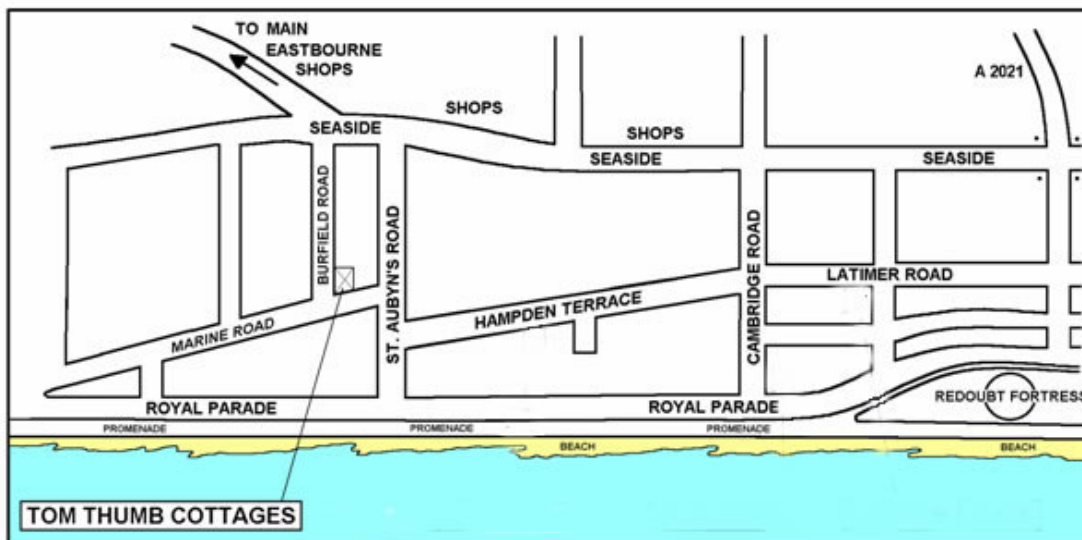 TO MAIN
EASTBOURNE
SHOPS
A 2021
SHOPS
SEASIDE
SHOPS
SEASIDE
SEASIDE
BURFIELD ROAD
ST. AUBYN'S ROAD
CAMBRIDGE ROAD
LATIMER ROAD
HAMPDEN TERRACE
MARINE ROAD
REDOUBT FORTRESS
ROYAL PARADE
ROYAL PARADE
PROMENADE
PROMENADE
PROMENADE
BEACH
BEACH
TOM THUMB COTTAGES